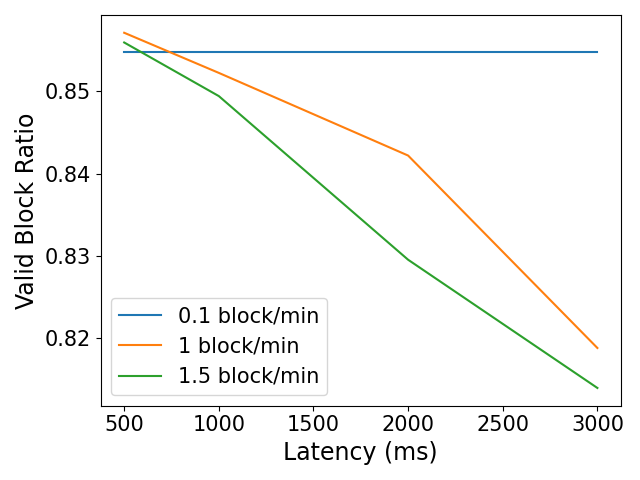 Valid Block Ratio
0.85
0.84
0.83
0.82
0.1 block/min
1 block/min
1.5 block/min
500 1000 1500 2000 2500 3000
Latency (ms)